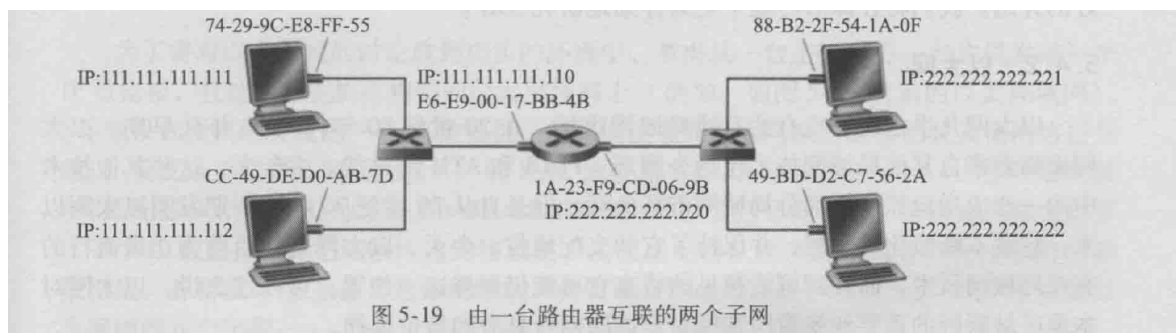 74-29-9C-E8-FF-55
88-B2-2F-54-1A-0F
IP:111.111.111.111
IP:111.111.111.110
IP:222.222.222.221
E6-E9-00-17-BB-4B
CC-49-DE-D0-AB-7D
1A-23-F9-CD-06-9B
49-BD-D2-C7-56-2A
IP:111.111.111.112
IP:222.222.222.220
IP:222.222.222.222
图 5-19 由一台路由器互联的两个子网